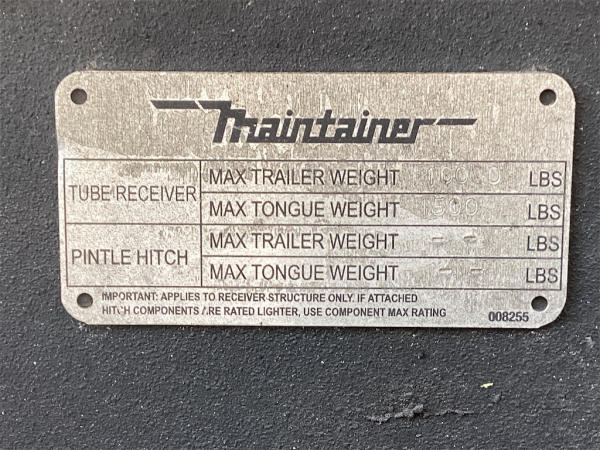 Maintainer
TUBE RECEIVER
MAX TRAILER WEIGHT 10000 LBS
MAX TONGUE WEIGHT 1500 LBS
PINTLE HITCH
MAX TRAILER WEIGHT - - LBS
MAX TONGUE WEIGHT - - LBS
IMPORTANT: APPLIES TO RECEIVER STRUCTURE ONLY. IF ATTACHED
HITCH COMPONENTS ARE RATED LIGHTER, USE COMPONENT MAX RATING
008255